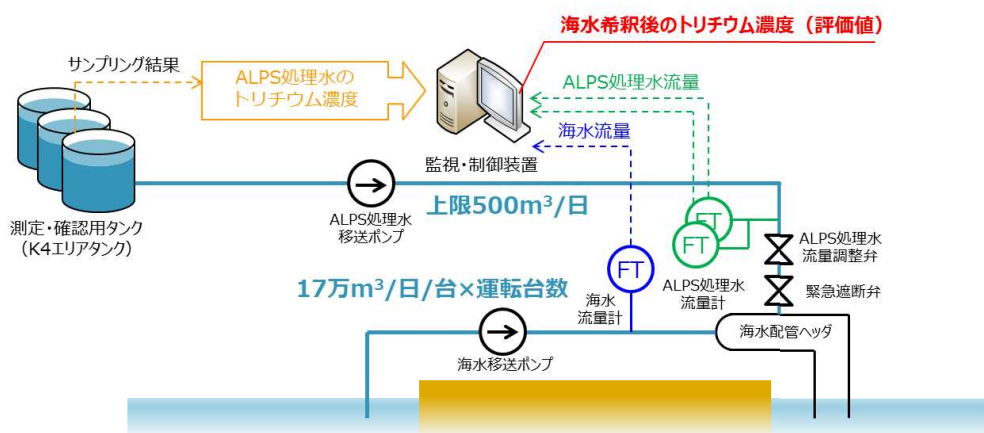 海水希釈後のトリチウム濃度（評価値）
サンプリング結果
ALPS処理水の
トリチウム濃度
ALPS処理水流量
海水流量
監視・制御装置
測定・確認用タンク
（K4エリアタンク）
ALPS処理水
移送ポンプ
上限500m³/日
FT
FT
ALPS処理水
流量調整弁
FT
17万m³/日/台×運転台数
海水
流量計
ALPS処理水
流量計
緊急遮断弁
海水配管ヘッダ
海水移送ポンプ